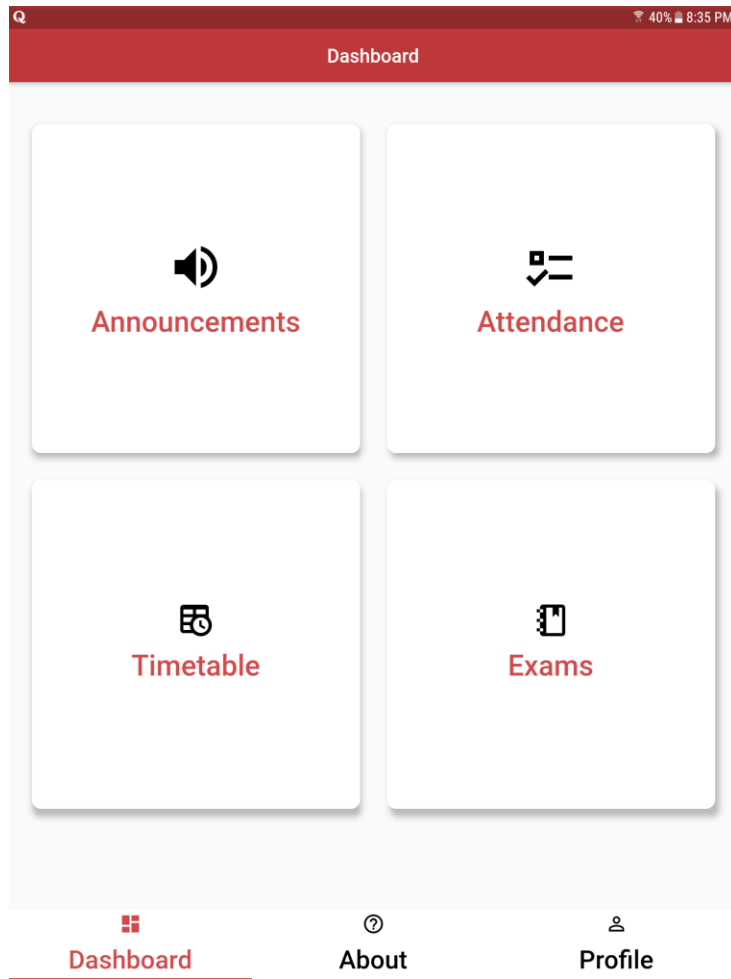 Q 40% 8:35 PM
Dashboard
Announcements Attendance
Timetable Exams
Dashboard About Profile